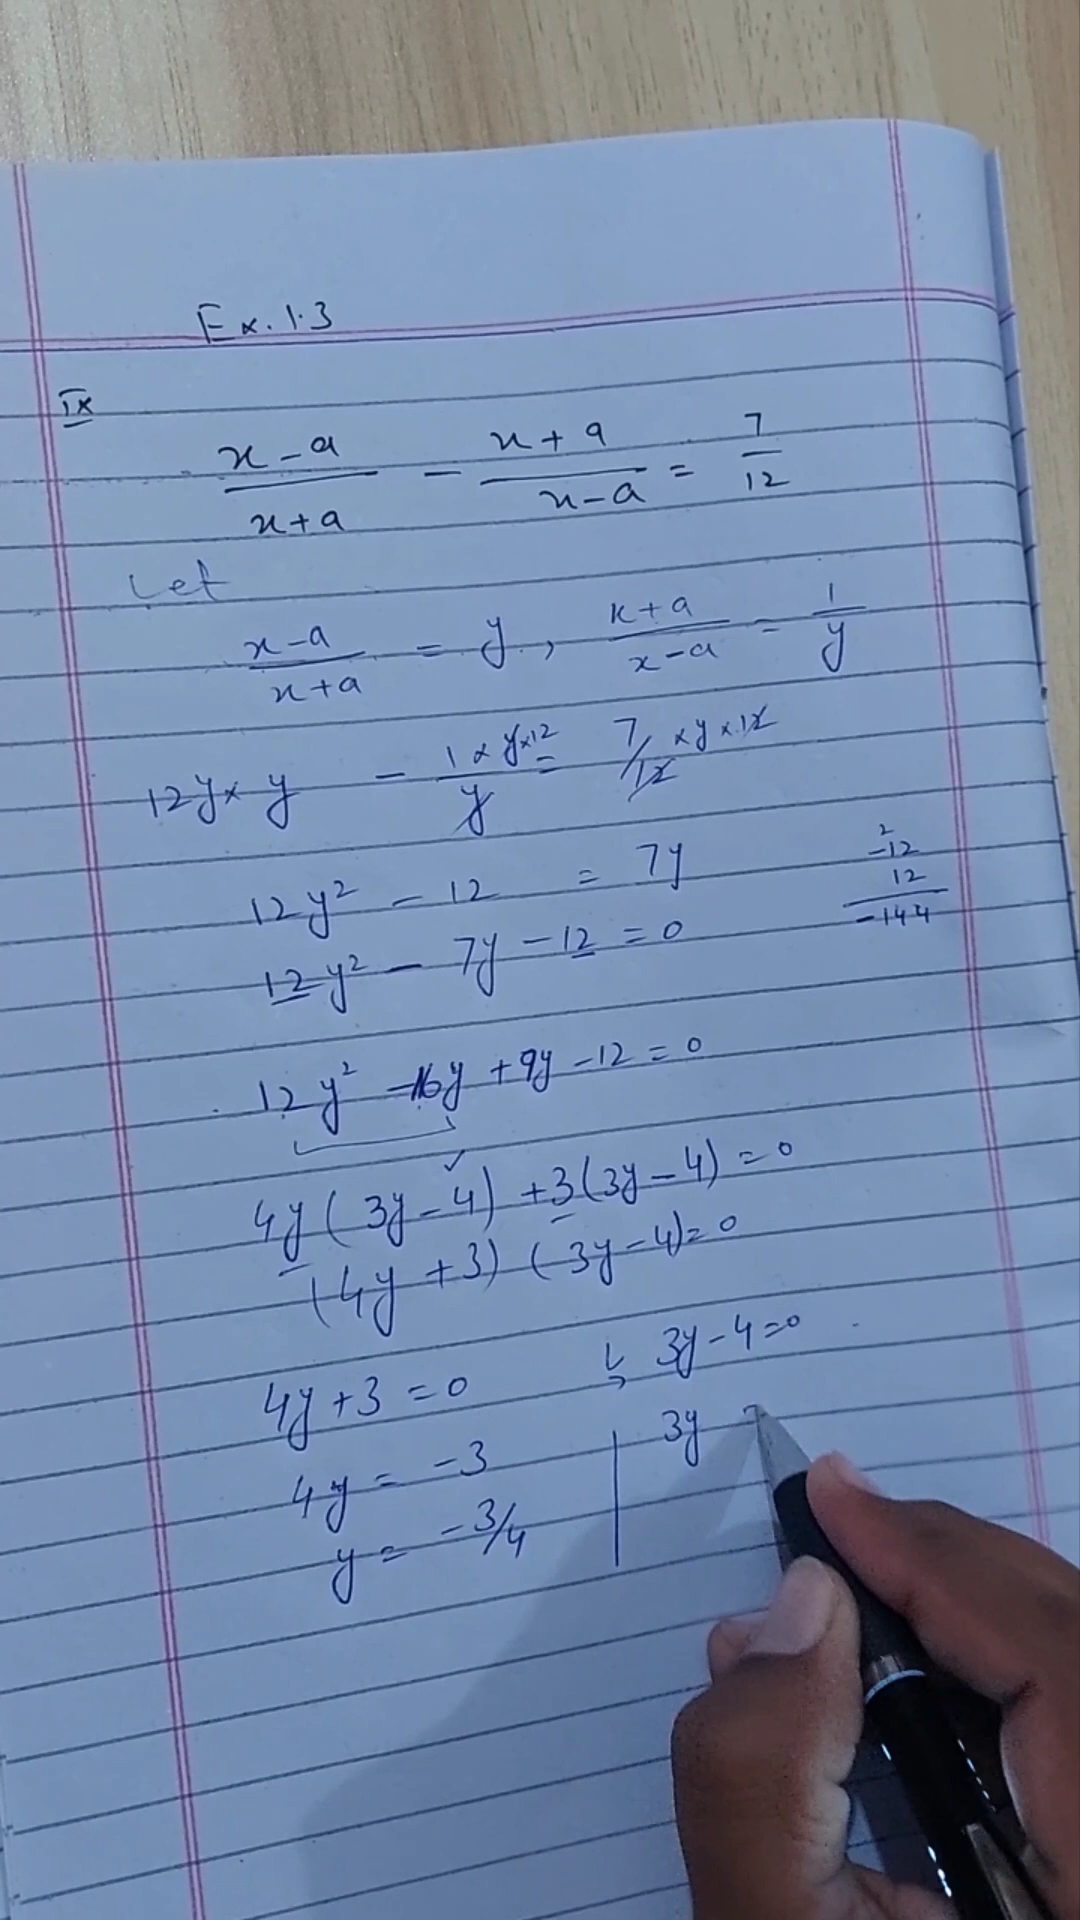 Ex. 1.3
ix
x-a/x+a - x+a/x-a = 7/12
Let
x-a/x+a = y, x+a/x-a = 1/y
12y × y - 1 × y × 12/y = 7/12 × y × 12
12y² - 12 = 7y
2
-12
12
-144
12y² - 7y - 12 = 0
12y² - 16y + 9y - 12 = 0
4y(3y - 4) + 3(3y - 4) = 0
(4y + 3)(3y - 4) = 0
4y + 3 = 0 , 3y - 4 = 0
4y = -3 | 3y
y = -3/4